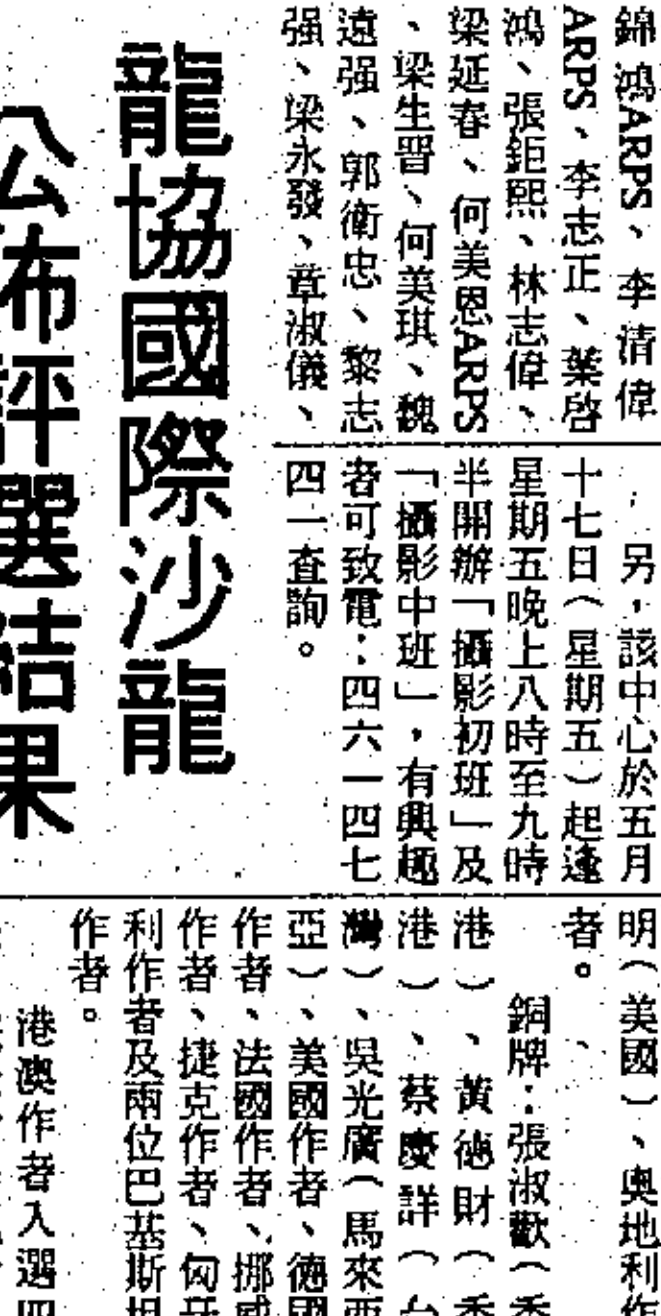 錦鴻ARPS、李清偉
ARPS、李志正、葉啓
鴻、張鉅熙、林志偉、
梁延春、何美恩ARPS
、梁生晋、何美琪、魏
遠强、郭衛忠、黎志
强、梁永發、章淑儀、
另，該中心於五月
十七日（星期五）起逢
星期五晚上八時至九時
半開辦「攝影初班」及
「攝影中班」，有興趣
者可致電：四六一四七
四一查詢。
龍協國際沙龍
公布評選結果
明（美國）、奧地利作
者。
銅牌：張淑歡（香
港）、黃德財（香
港）、蔡慶詳（台
灣）、吳光廣（馬來西
亞）、美國作者、德國
作者、法國作者、挪威
作者、捷克作者、匈牙
利作者及兩位巴基斯坦
作者。
港澳作者入選四